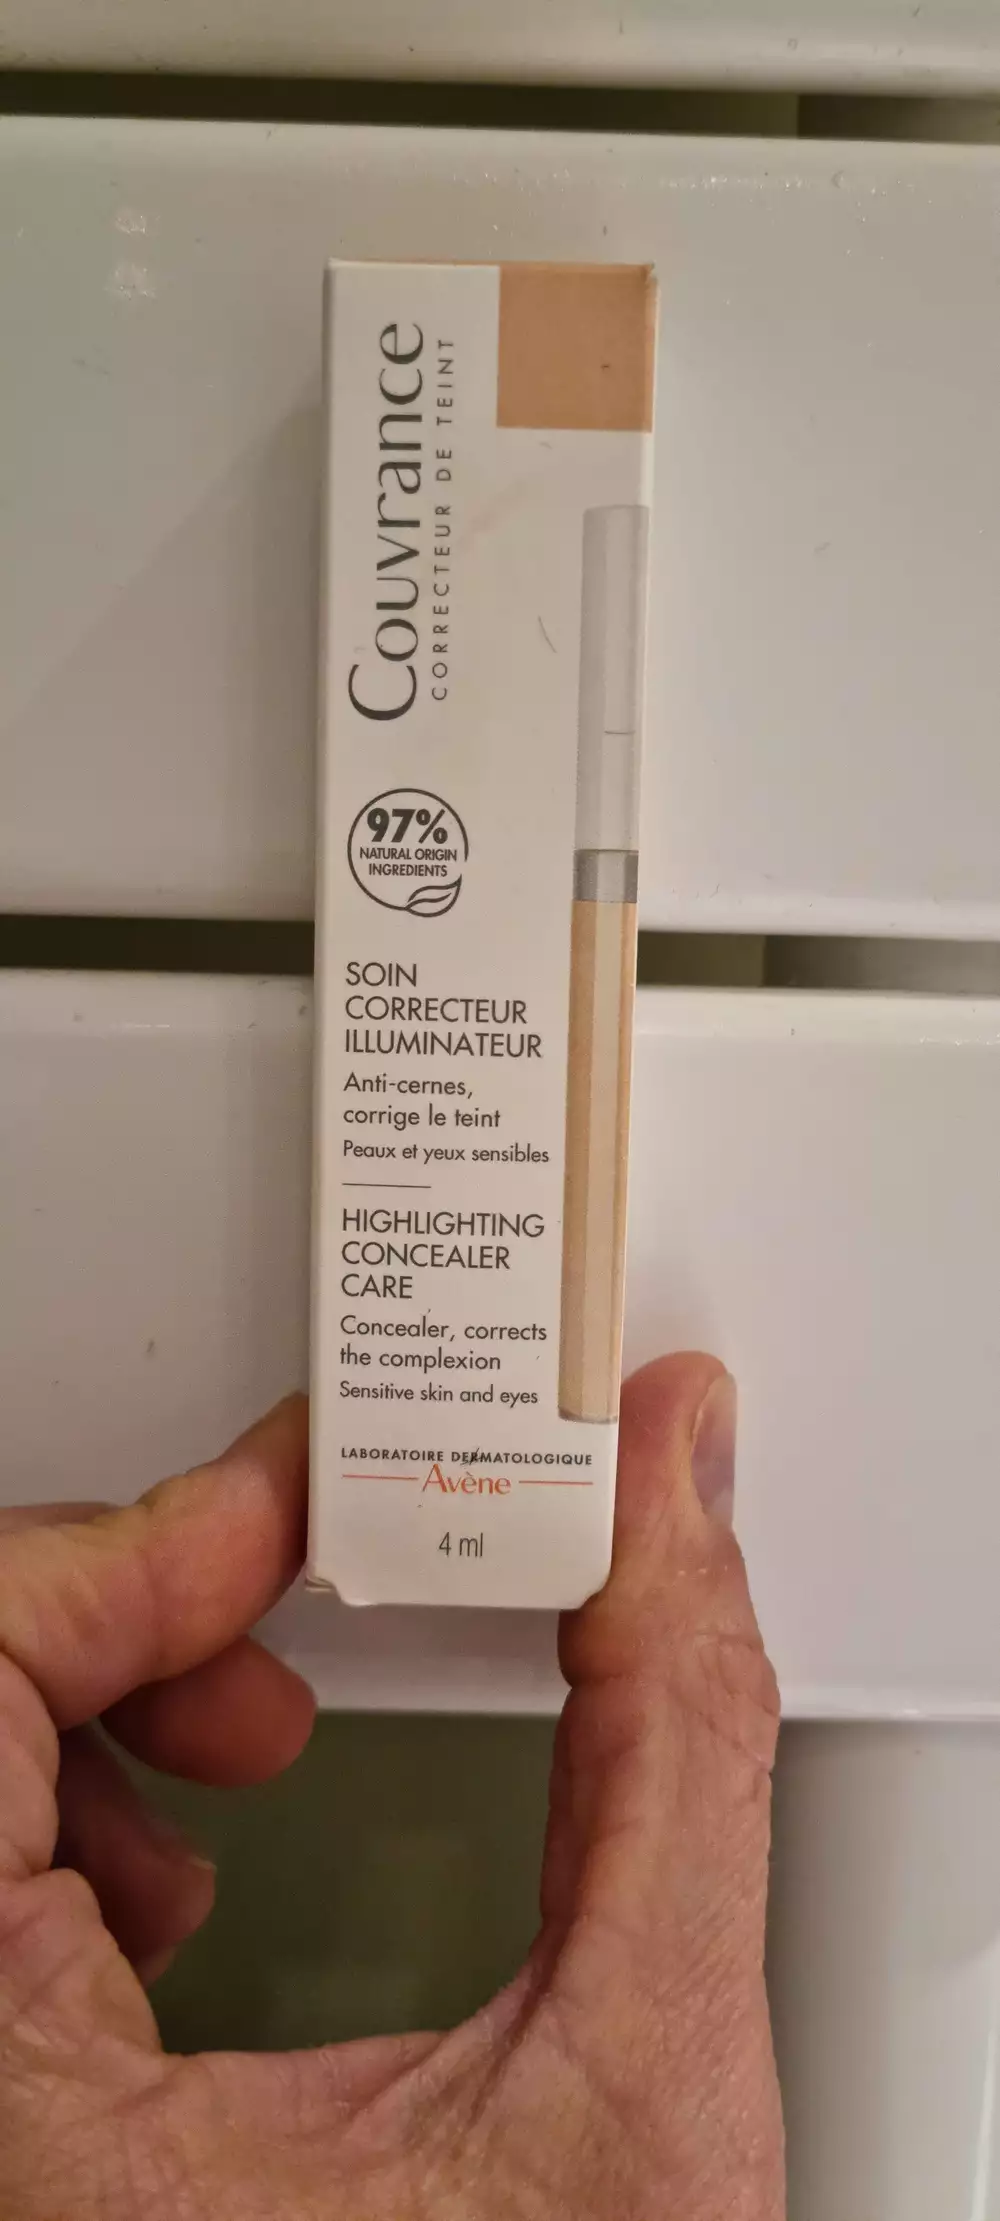 Couvrance
CORRECTEUR DE TEINT
97%
NATURAL ORIGIN
INGREDIENTS
SOIN
CORRECTEUR
ILLUMINATEUR
Anti-cernes,
corrige le teint
Peaux et yeux sensibles
HIGHLIGHTING
CONCEALER
CARE
Concealer, corrects
the complexion
Sensitive skin and eyes
LABORATOIRE DERMATOLOGIQUE
Avène
4 ml